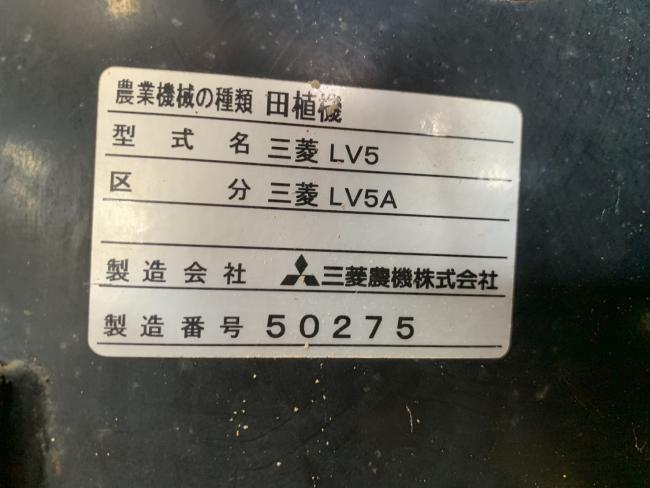 農業機械の種類 田植機
型式名 三菱 LV5
区分 三菱 LV5A
製造会社 三菱農機株式会社
製造番号 50275